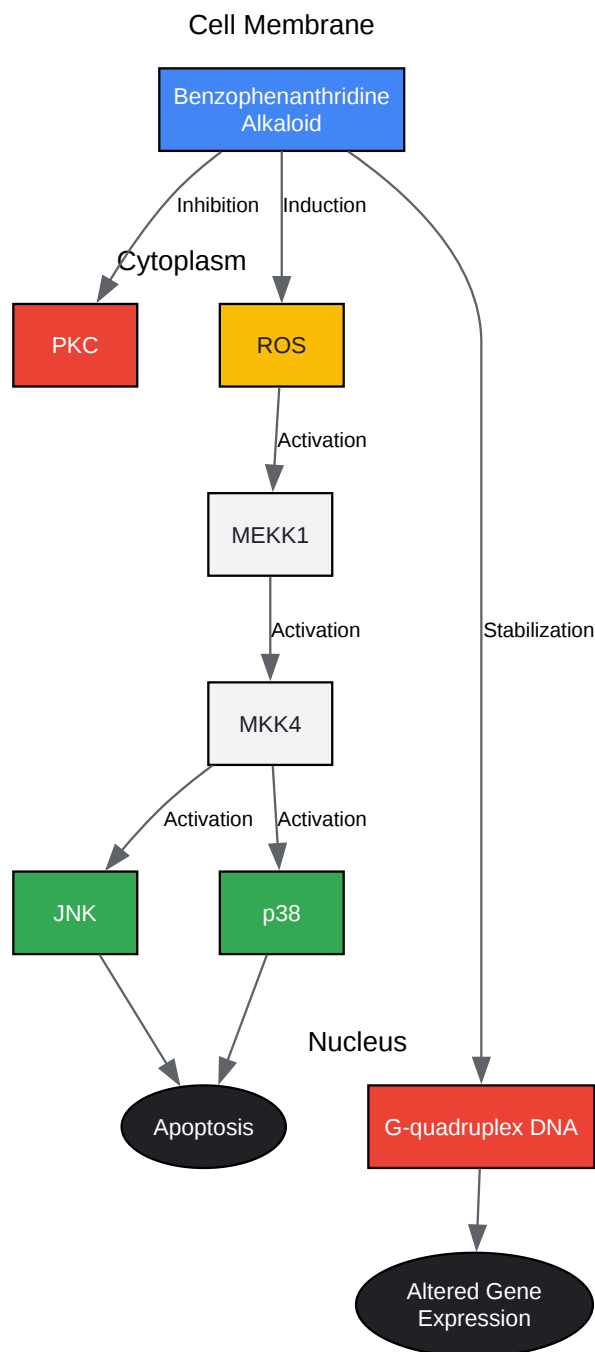 Cell Membrane
Benzophenanthridine
Alkaloid
Inhibition
Induction
Cytoplasm
PKC
ROS
Activation
MEKK1
Activation
Stabilization
MKK4
Activation
Activation
JNK
p38
Nucleus
Apoptosis
G-quadruplex DNA
Altered Gene
Expression